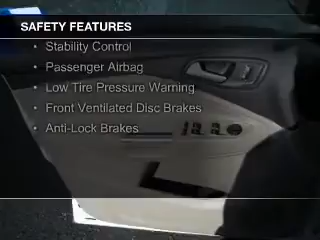 SAFETY FEATURES
• Stability Control
• Passenger Airbag
• Low Tire Pressure Warning
• Front Ventilated Disc Brakes
• Anti-Lock Brakes